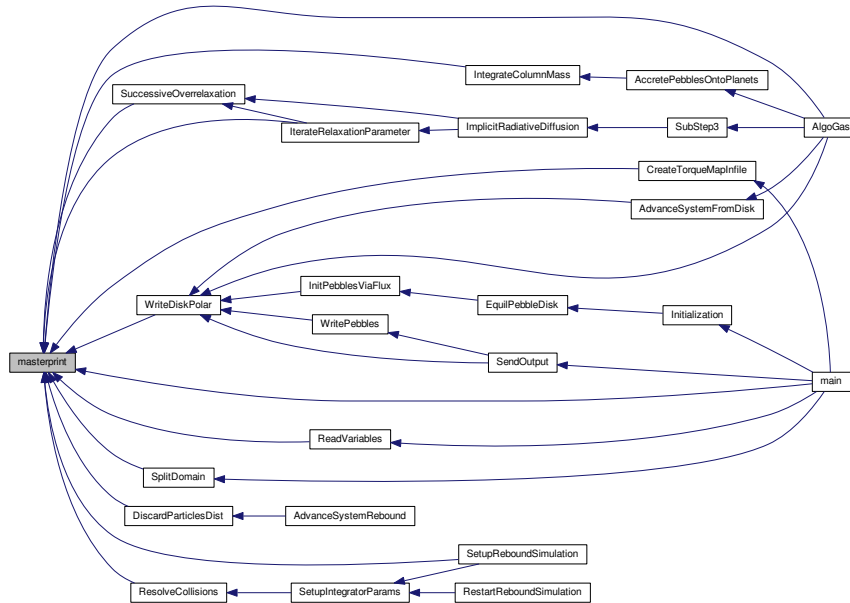 IntegrateColumnMass
AccretePebblesOntoPlanets
SuccessiveOverrelaxation
IterateRelaxationParameter
ImplicitRadiativeDiffusion
SubStep3
AlgoGas
CreateTorqueMapInfile
AdvanceSystemFromDisk
InitPebblesViaFlux
WriteDiskPolar
EquilPebbleDisk
Initialization
WritePebbles
masterprint
SendOutput
main
ReadVariables
SplitDomain
DiscardParticlesDist
AdvanceSystemRebound
SetupReboundSimulation
ResolveCollisions
SetupIntegratorParams
RestartReboundSimulation